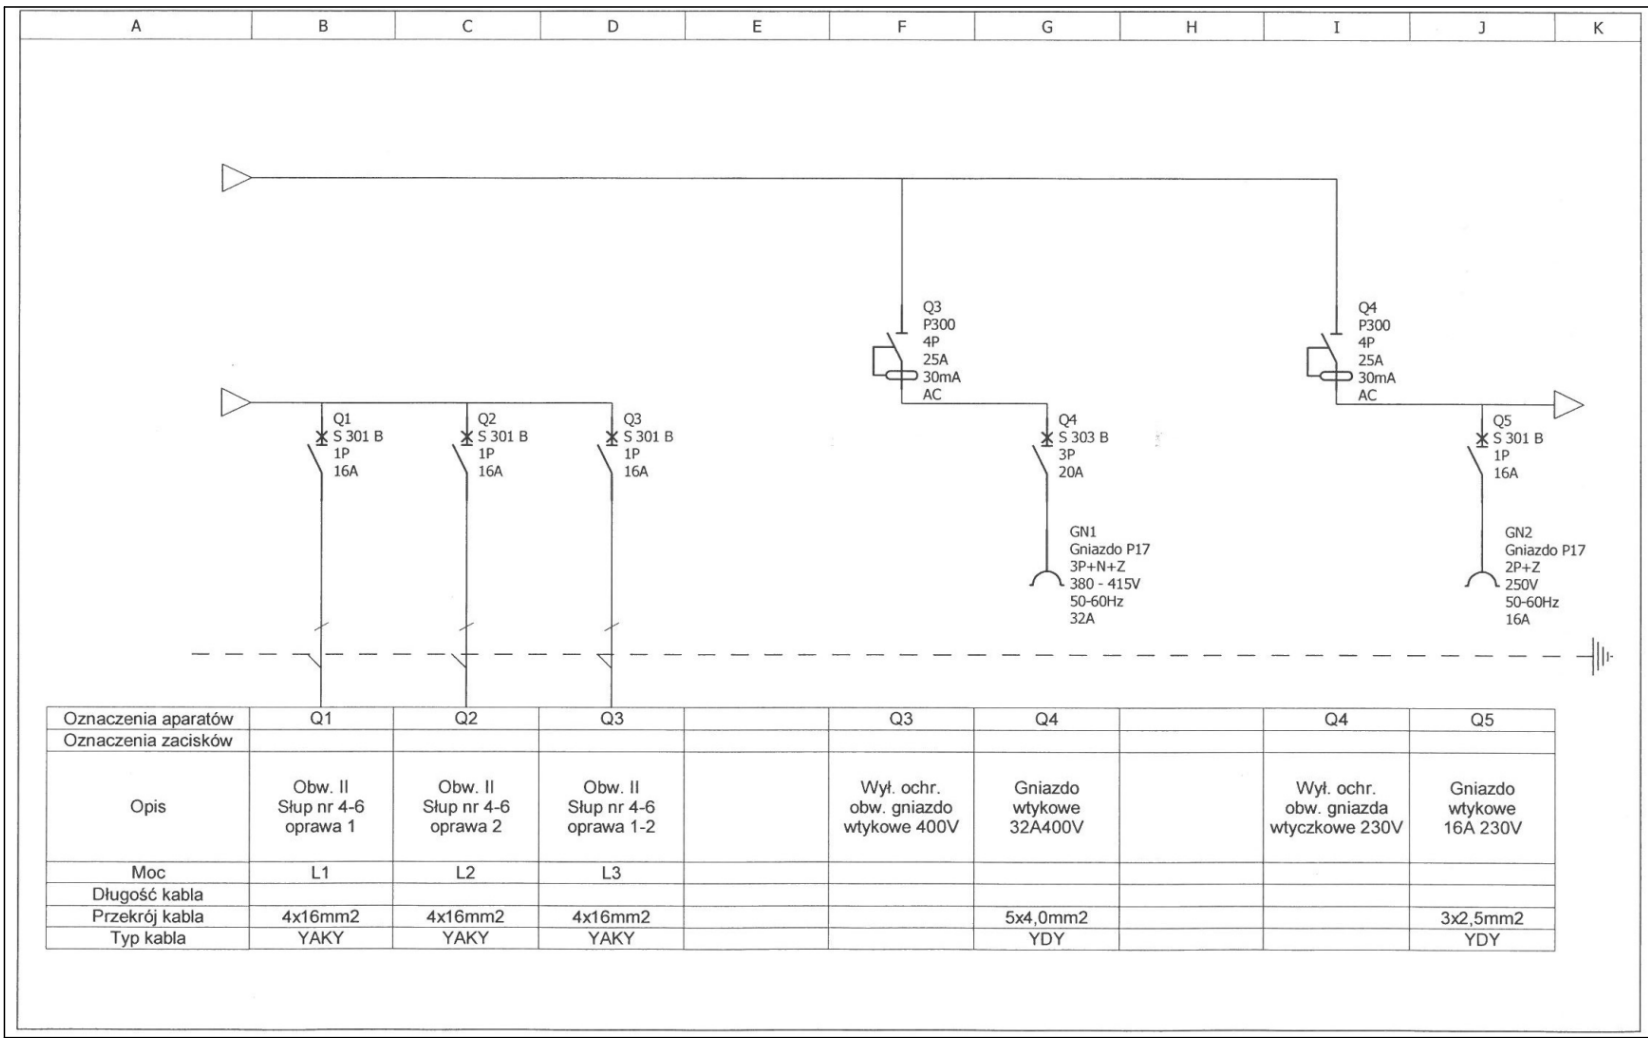 A B C D E F G H I J K
Q3
P300
4P
25A
30mA
AC
Q4
P300
4P
25A
30mA
AC
Q1
S 301 B
1P
16A
Q2
S 301 B
1P
16A
Q3
S 301 B
1P
16A
Q4
S 303 B
3P
20A
Q5
S 301 B
1P
16A
GN1
Gniazdo P17
3P+N+Z
380 - 415V
50-60Hz
32A
GN2
Gniazdo P17
2P+Z
250V
50-60Hz
16A
Oznaczenia aparatów Q1 Q2 Q3 Q3 Q4 Q4 Q5
Oznaczenia zacisków
Opis
Obw. II
Słup nr 4-6
oprawa 1
Obw. II
Słup nr 4-6
oprawa 2
Obw. II
Słup nr 4-6
oprawa 1-2
Wył. ochr.
obw. gniazdo
wtykowe 400V
Gniazdo
wtykowe
32A400V
Wył. ochr.
obw. gniazda
wtyczkowe 230V
Gniazdo
wtykowe
16A 230V
Moc L1 L2 L3
Długość kabla
Przekrój kabla 4x16mm2 4x16mm2 4x16mm2 5x4,0mm2 3x2,5mm2
Typ kabla YAKY YAKY YAKY YDY YDY